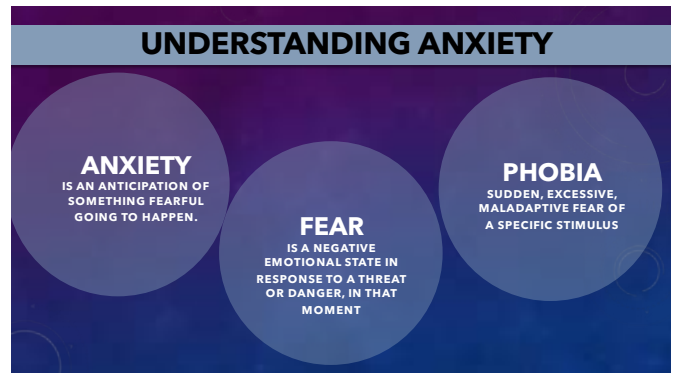 UNDERSTANDING ANXIETY
ANXIETY
IS AN ANTICIPATION OF
SOMETHING FEARFUL
GOING TO HAPPEN.
FEAR
IS A NEGATIVE
EMOTIONAL STATE IN
RESPONSE TO A THREAT
OR DANGER, IN THAT
MOMENT
PHOBIA
SUDDEN, EXCESSIVE,
MALADAPTIVE FEAR OF
A SPECIFIC STIMULUS